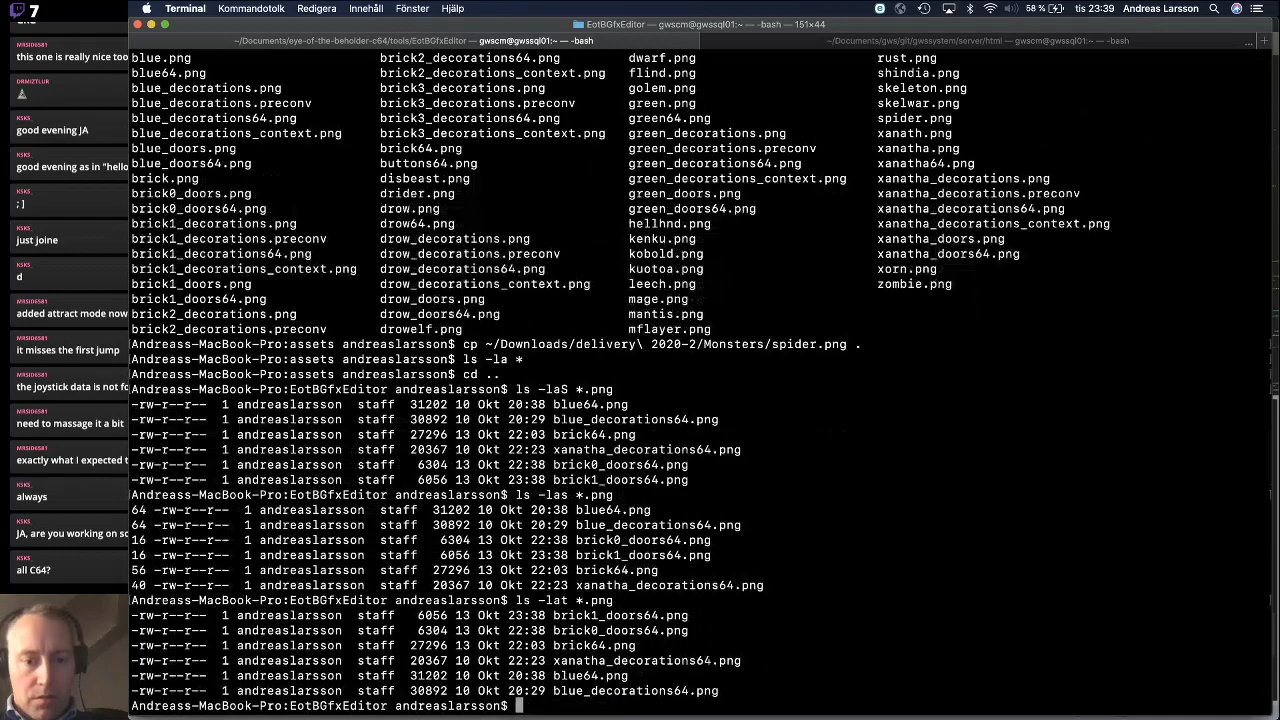 7
Terminal Kommandotolk Redigera Innehåll Fönster Hjälp
58 % tis 23:39 Andreas Larsson
EotBGfxEditor — gwscm@gwssql01:~ — -bash — 151×44
~/Documents/eye-of-the-beholder-c64/tools/EotBGfxEditor — gwscm@gwssql01:~ — -bash
~/Documents/gws/git/gwssystem/server/html — gwscm@gwssql01:~ — -bash
MRSID6581
this one is really nice too
DRMIZTLUR
KSKS_
good evening JA
KSKS_
good evening as in "hello
KSKS_
; ]
KSKS_
just joine
KSKS_
d
MRSID6581
added attract mode now
MRSID6581
it misses the first jump
MRSID6581
the joystick data is not fo
MRSID6581
need to massage it a bit
MRSID6581
exactly what I expected t
KSKS_
always
KSKS_
JA, are you working on so
KSKS_
all C64?
blue.png brick2_decorations64.png dwarf.png rust.png
blue64.png brick2_decorations_context.png flind.png shindia.png
blue_decorations.png brick3_decorations.png golem.png skeleton.png
blue_decorations.preconv brick3_decorations.preconv green.png skelwar.png
blue_decorations64.png brick3_decorations64.png green64.png spider.png
blue_decorations_context.png brick3_decorations_context.png green_decorations.png xanath.png
blue_doors.png brick64.png green_decorations.preconv xanatha.png
blue_doors64.png buttons64.png green_decorations64.png xanatha64.png
brick.png disbeast.png green_decorations_context.png xanatha_decorations.png
brick0_doors.png drider.png green_doors.png xanatha_decorations.preconv
brick0_doors64.png drow.png green_doors64.png xanatha_decorations64.png
brick1_decorations.png drow64.png hellhnd.png xanatha_decorations_context.png
brick1_decorations.preconv drow_decorations.png kenku.png xanatha_doors.png
brick1_decorations64.png drow_decorations.preconv kobold.png xanatha_doors64.png
brick1_decorations_context.png drow_decorations64.png kuotoa.png xorn.png
brick1_doors.png drow_decorations_context.png leech.png zombie.png
brick1_doors64.png drow_doors.png mage.png
brick2_decorations.png drow_doors64.png mantis.png
brick2_decorations.preconv drowelf.png mflayer.png
Andreass-MacBook-Pro:assets andreaslarsson$ cp ~/Downloads/delivery\ 2020-2/Monsters/spider.png .
Andreass-MacBook-Pro:assets andreaslarsson$ ls -la *
Andreass-MacBook-Pro:assets andreaslarsson$ cd ..
Andreass-MacBook-Pro:EotBGfxEditor andreaslarsson$ ls -laS *.png
-rw-r--r-- 1 andreaslarsson staff 31202 10 Okt 20:38 blue64.png
-rw-r--r-- 1 andreaslarsson staff 30892 10 Okt 20:29 blue_decorations64.png
-rw-r--r-- 1 andreaslarsson staff 27296 13 Okt 22:03 brick64.png
-rw-r--r-- 1 andreaslarsson staff 20367 10 Okt 22:23 xanatha_decorations64.png
-rw-r--r-- 1 andreaslarsson staff 6304 13 Okt 22:38 brick0_doors64.png
-rw-r--r-- 1 andreaslarsson staff 6056 13 Okt 23:38 brick1_doors64.png
Andreass-MacBook-Pro:EotBGfxEditor andreaslarsson$ ls -las *.png
64 -rw-r--r-- 1 andreaslarsson staff 31202 10 Okt 20:38 blue64.png
64 -rw-r--r-- 1 andreaslarsson staff 30892 10 Okt 20:29 blue_decorations64.png
16 -rw-r--r-- 1 andreaslarsson staff 6304 13 Okt 22:38 brick0_doors64.png
16 -rw-r--r-- 1 andreaslarsson staff 6056 13 Okt 23:38 brick1_doors64.png
56 -rw-r--r-- 1 andreaslarsson staff 27296 13 Okt 22:03 brick64.png
40 -rw-r--r-- 1 andreaslarsson staff 20367 10 Okt 22:23 xanatha_decorations64.png
Andreass-MacBook-Pro:EotBGfxEditor andreaslarsson$ ls -lat *.png
-rw-r--r-- 1 andreaslarsson staff 6056 13 Okt 23:38 brick1_doors64.png
-rw-r--r-- 1 andreaslarsson staff 6304 13 Okt 22:38 brick0_doors64.png
-rw-r--r-- 1 andreaslarsson staff 27296 13 Okt 22:03 brick64.png
-rw-r--r-- 1 andreaslarsson staff 20367 10 Okt 22:23 xanatha_decorations64.png
-rw-r--r-- 1 andreaslarsson staff 31202 10 Okt 20:38 blue64.png
-rw-r--r-- 1 andreaslarsson staff 30892 10 Okt 20:29 blue_decorations64.png
Andreass-MacBook-Pro:EotBGfxEditor andreaslarsson$